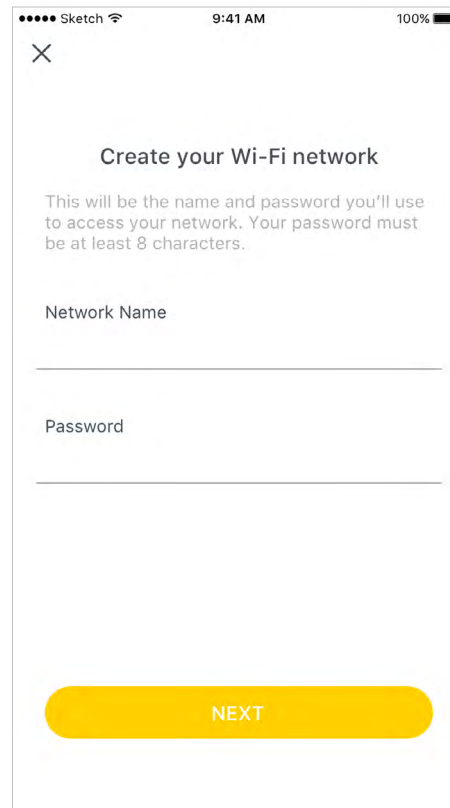 Sketch 9:41 AM 100%
Create your Wi-Fi network
This will be the name and password you'll use
to access your network. Your password must
be at least 8 characters.
Network Name
Password
NEXT